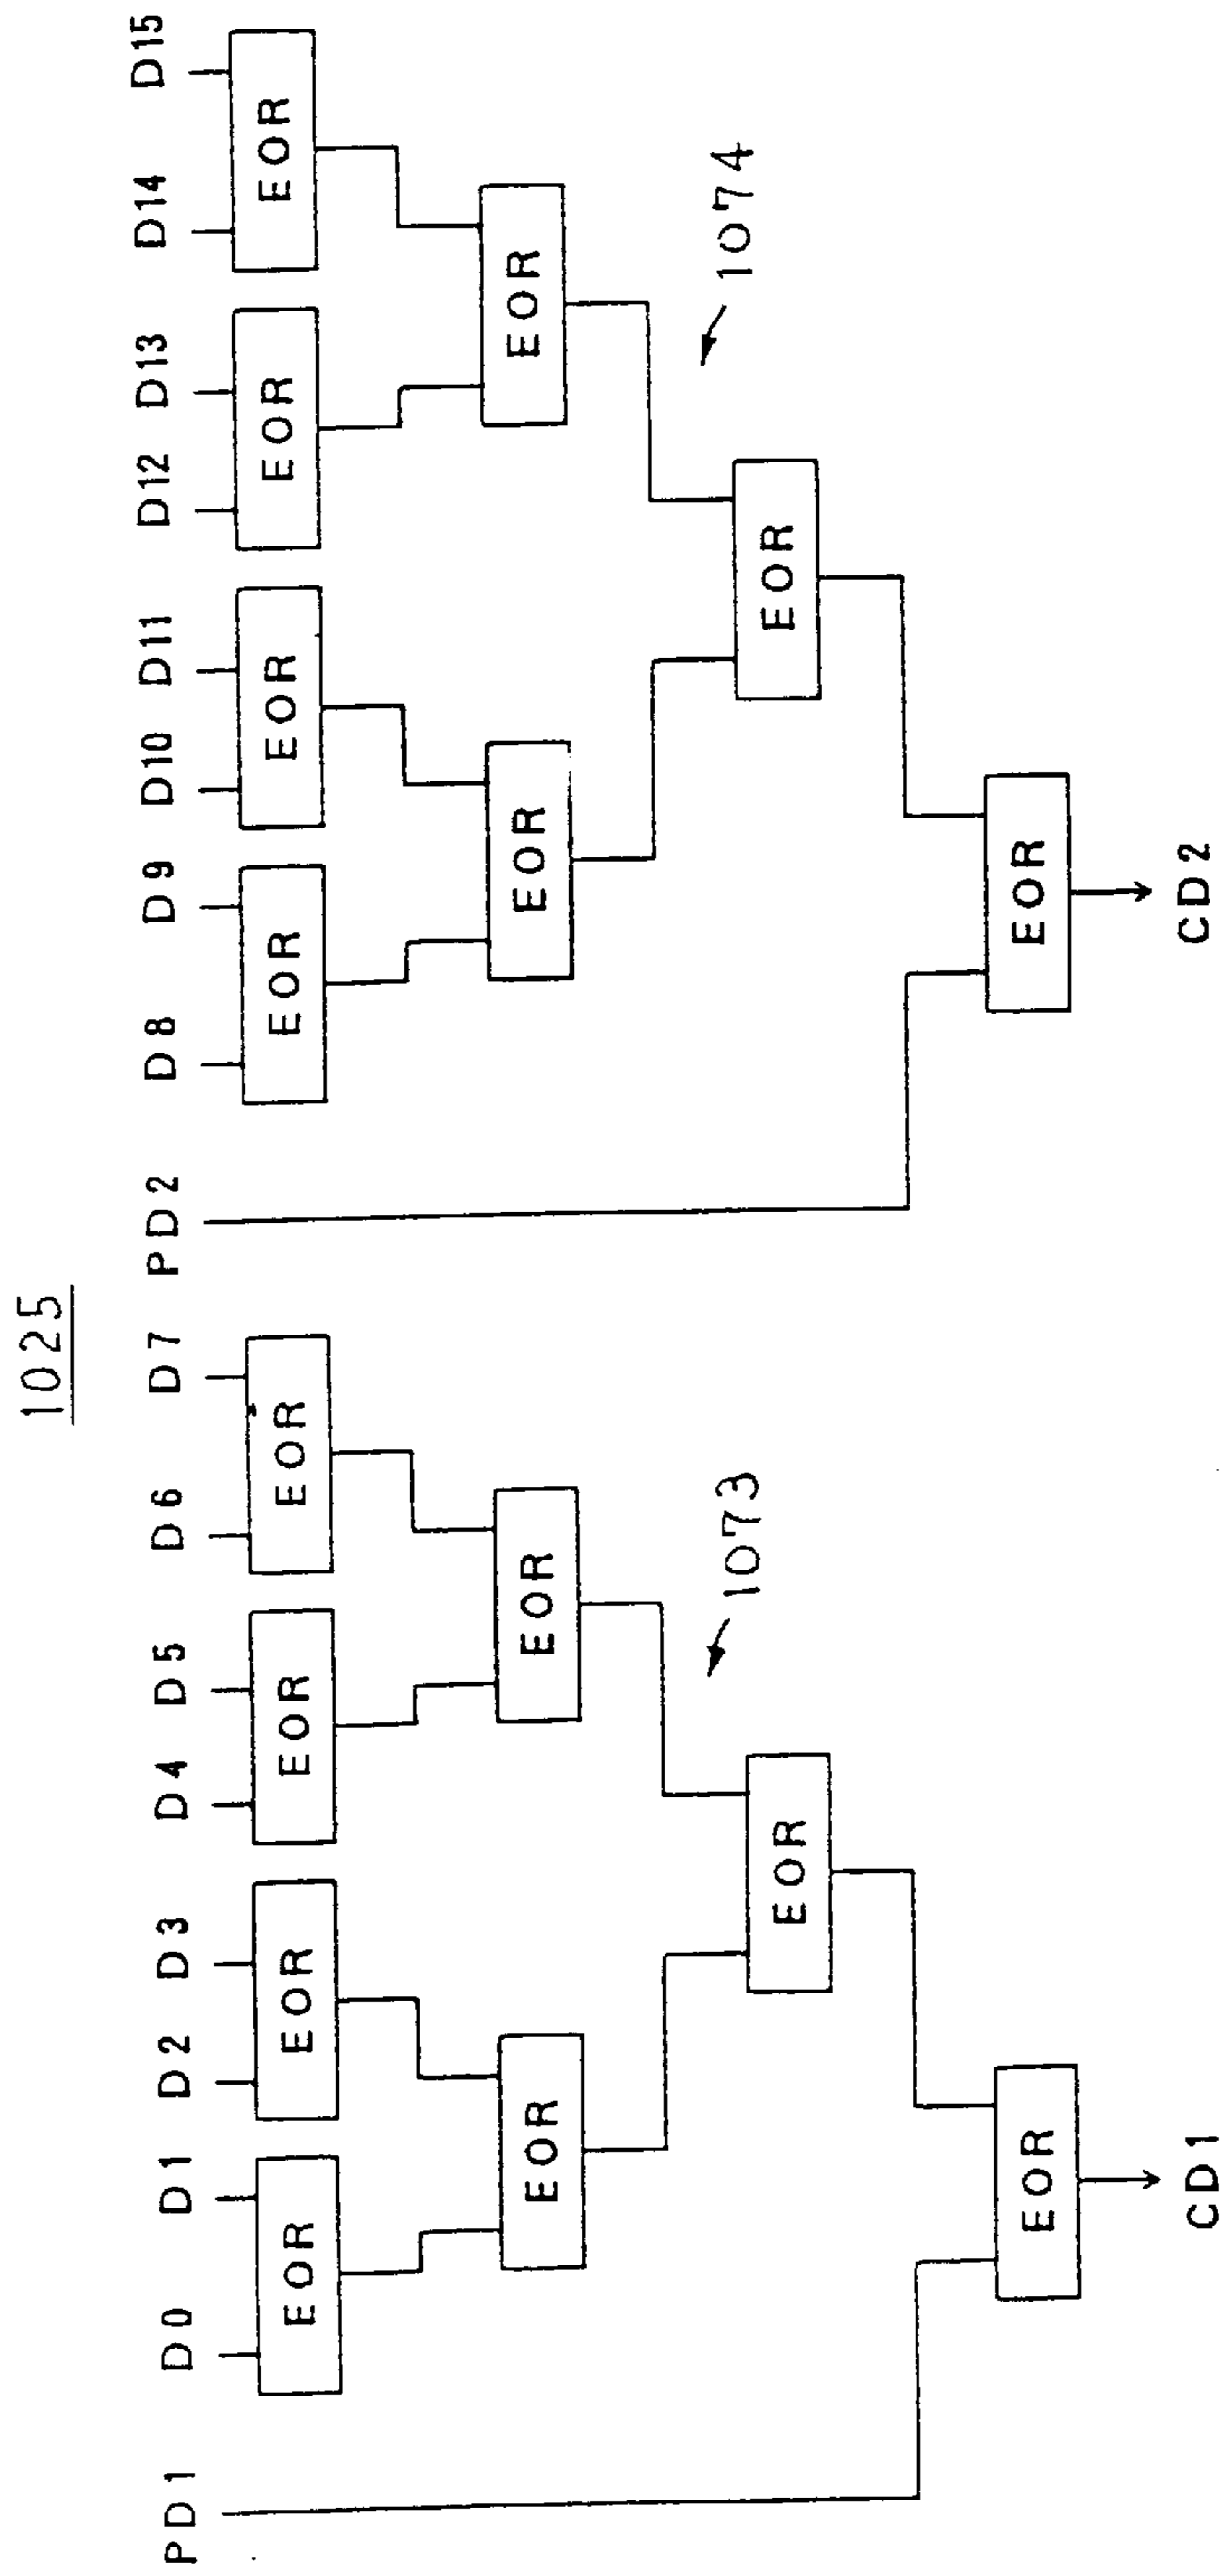 1025
PD1 D0 D1 D2 D3 D4 D5 D6 D7 PD2 D8 D9 D10 D11 D12 D13 D14 D15
EOR EOR EOR EOR EOR EOR EOR EOR
EOR EOR EOR EOR
1073 1074
EOR EOR
EOR EOR
CD1 CD2